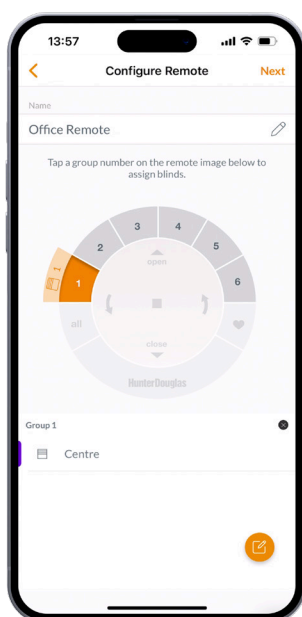 13:57
Configure Remote
Next
Name
Office Remote
Tap a group number on the remote image below to
assign blinds.
3 4
2 5
open
1 1 6
all
close
HunterDouglas
Group 1
Centre